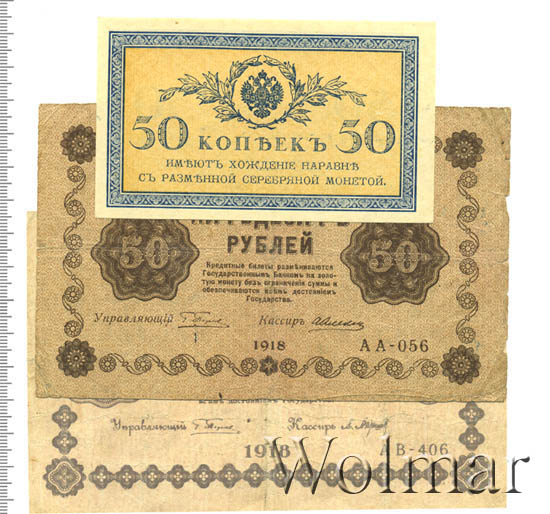 50 КОПѢЕКЪ 50
ИМѢЮТЪ ХОЖДЕНІЕ НАРАВНѢ
СЪ РАЗМѢННОЙ СЕРЕБРЯНОЙ МОНЕТОЙ.
РУБЛЕЙ
50 50
Кредитные билеты размѣниваются
Государственнымъ Банкомъ на золо-
тую монету безъ ограниченія суммы и
обезпечиваются всѣмъ достояніемъ
Государства.
Управляющій Кассиръ
1918 АА-056
Управляющій Кассиръ
1918 АВ-406
Wolmar